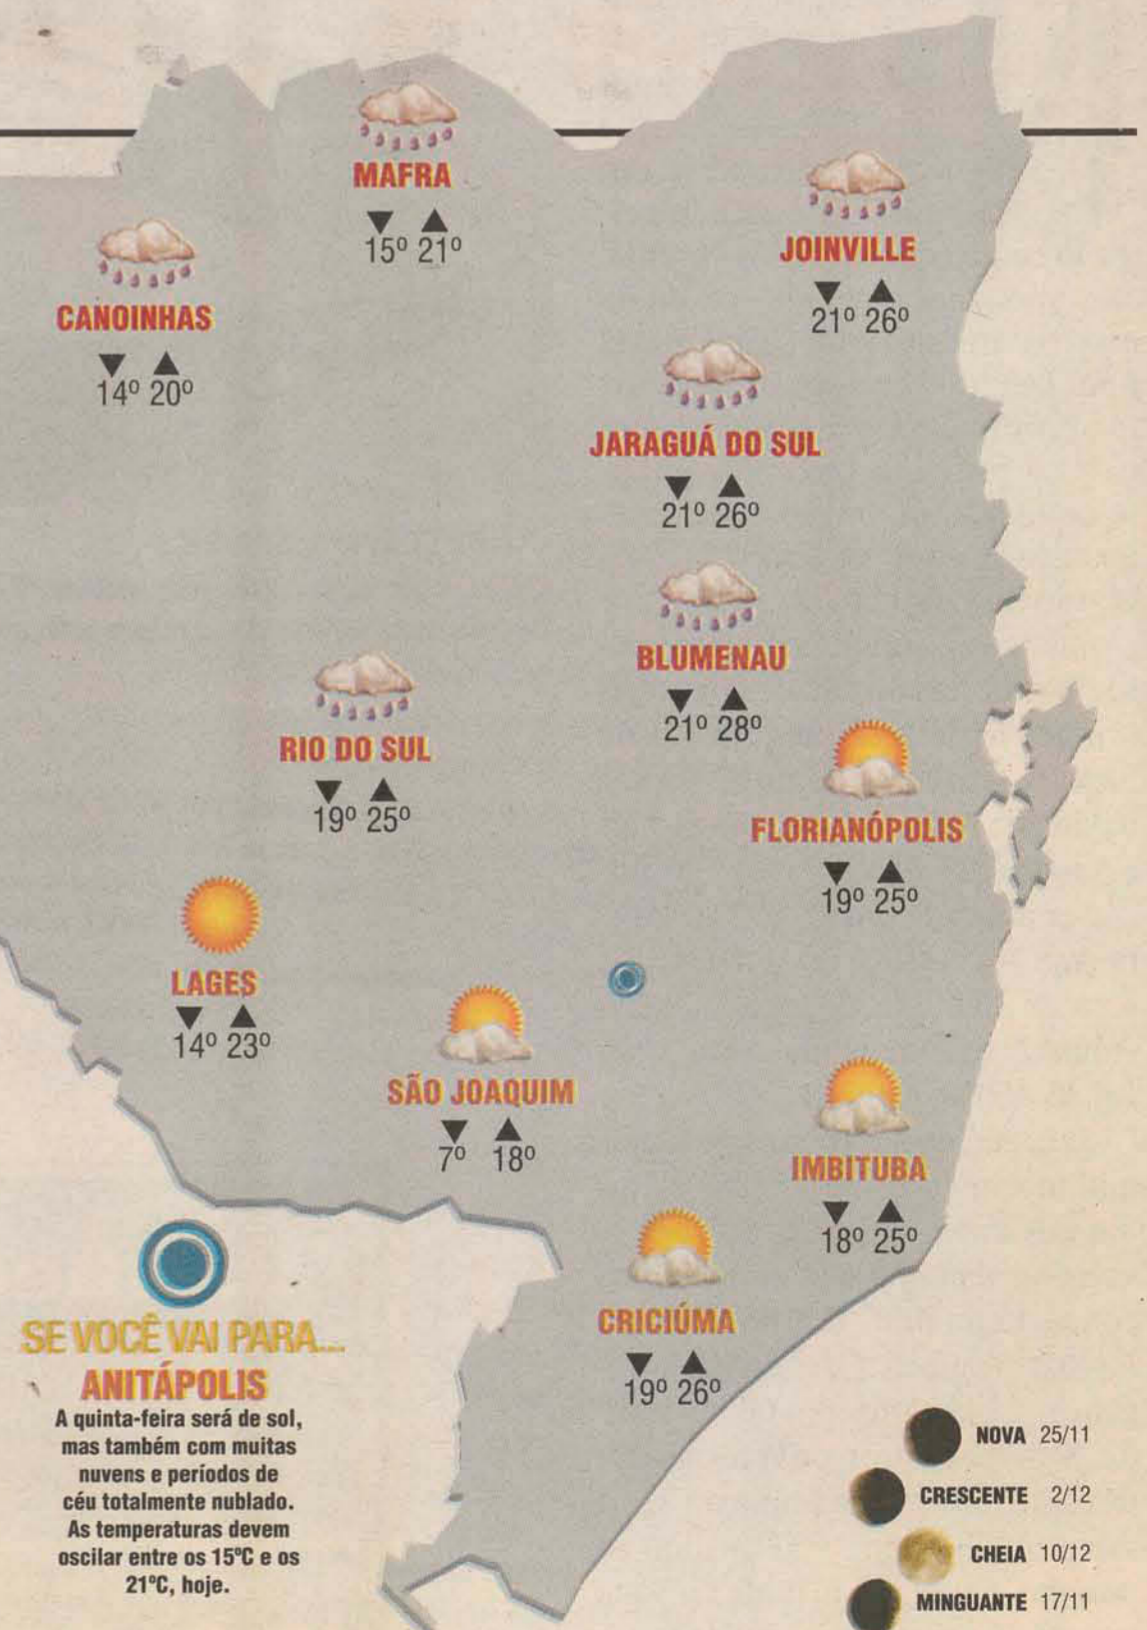 MAFRA
▼ ▲
15º 21º
JOINVILLE
▼ ▲
21º 26º
CANOINHAS
▼ ▲
14º 20º
JARAGUÁ DO SUL
▼ ▲
21º 26º
BLUMENAU
▼ ▲
21º 28º
RIO DO SUL
▼ ▲
19º 25º
FLORIANÓPOLIS
▼ ▲
19º 25º
LAGES
▼ ▲
14º 23º
SÃO JOAQUIM
▼ ▲
7º 18º
IMBITUBA
▼ ▲
18º 25º
CRICIÚMA
▼ ▲
19º 26º
SE VOCÊ VAI PARA...
ANITÁPOLIS
A quinta-feira será de sol,
mas também com muitas
nuvens e períodos de
céu totalmente nublado.
As temperaturas devem
oscilar entre os 15ºC e os
21ºC, hoje.
NOVA 25/11
CRESCENTE 2/12
CHEIA 10/12
MINGUANTE 17/11